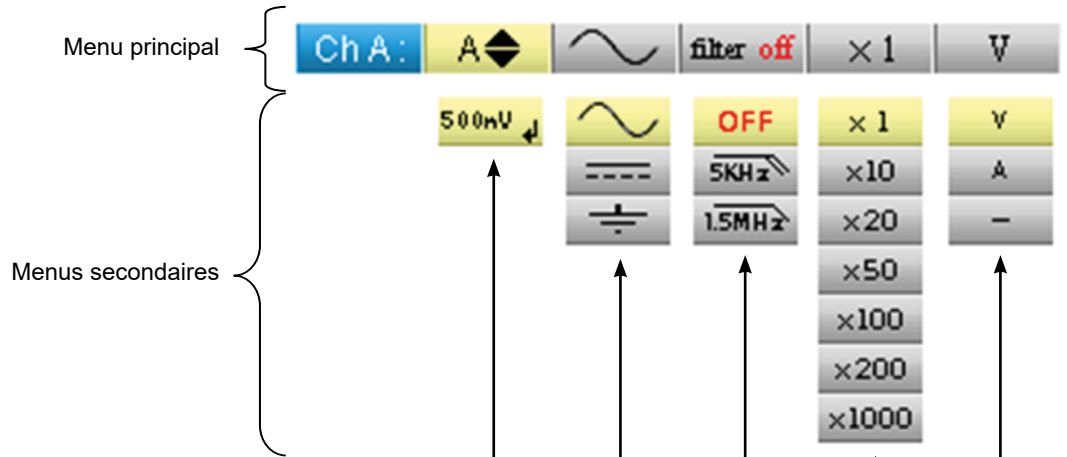 Menu principal
Ch A: A filter off ×1 V
Menus secondaires
500mV OFF ×1 V
5KHz ×10 A
1.5MHz ×20 -
×50
×100
×200
×1000